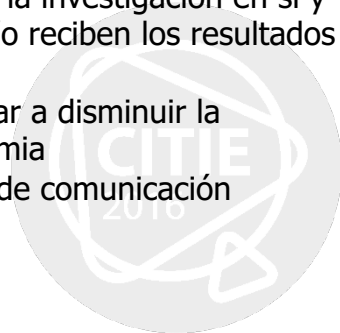 la investigación en sí y
o reciben los resultados
ar a disminuir la
mia
de comunicación
CITIE
2016